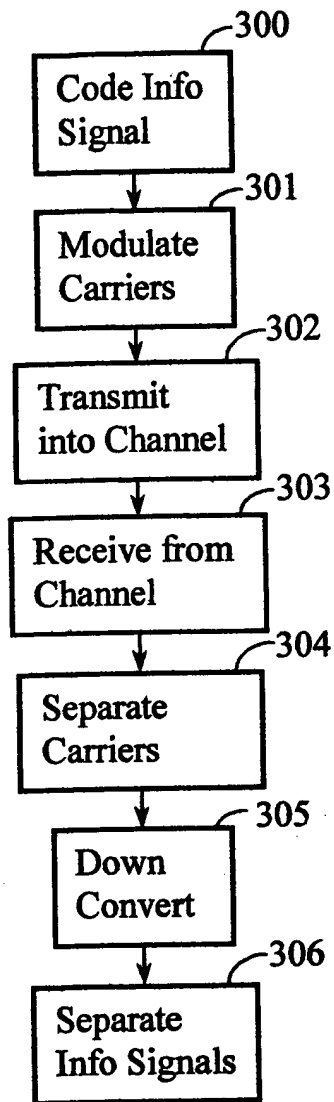 300
Code Info
Signal
301
Modulate
Carriers
302
Transmit
into Channel
303
Receive from
Channel
304
Separate
Carriers
305
Down
Convert
306
Separate
Info Signals